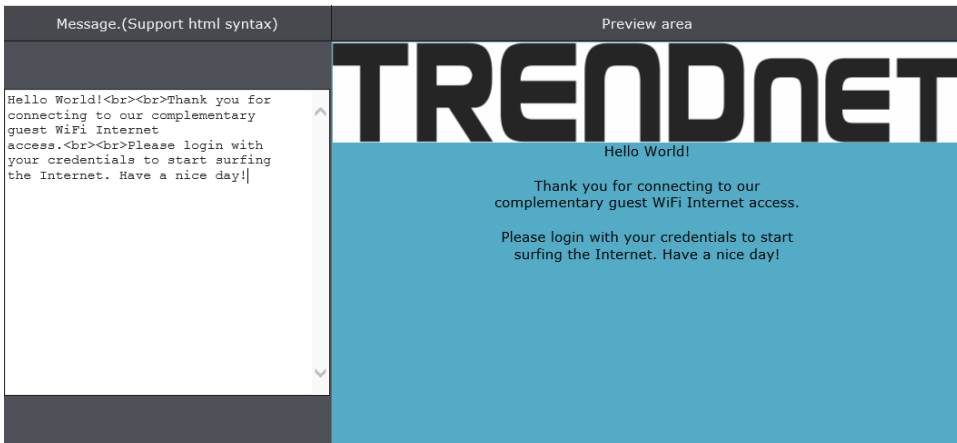 Message.(Support html syntax)
Preview area
Hello World!<br><br>Thank you for
connecting to our complementary
guest WiFi Internet
access.<br><br>Please login with
your credentials to start surfing
the Internet. Have a nice day!
TRENDNET
Hello World!
Thank you for connecting to our
complementary guest WiFi Internet access.
Please login with your credentials to start
surfing the Internet. Have a nice day!